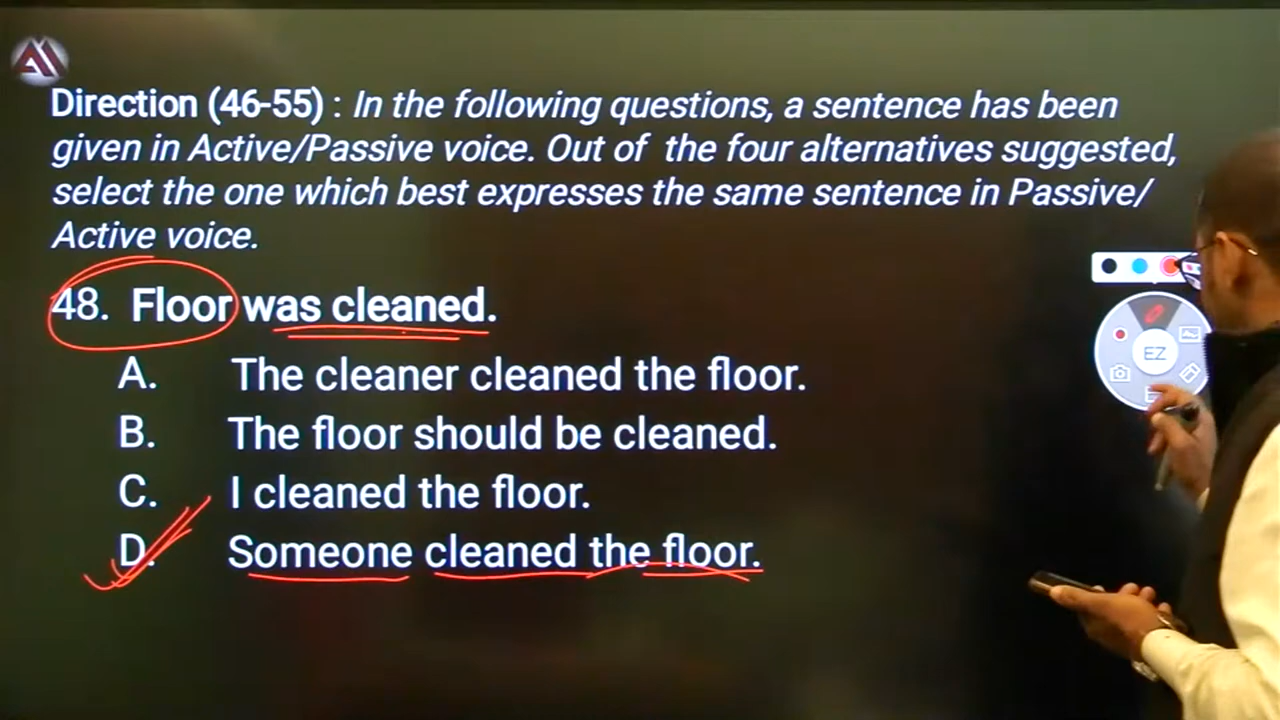 Direction (46-55) : In the following questions, a sentence has been
given in Active/Passive voice. Out of the four alternatives suggested,
select the one which best expresses the same sentence in Passive/
Active voice.
48. Floor was cleaned.
A. The cleaner cleaned the floor.
B. The floor should be cleaned.
C. I cleaned the floor.
D. Someone cleaned the floor.
EZ